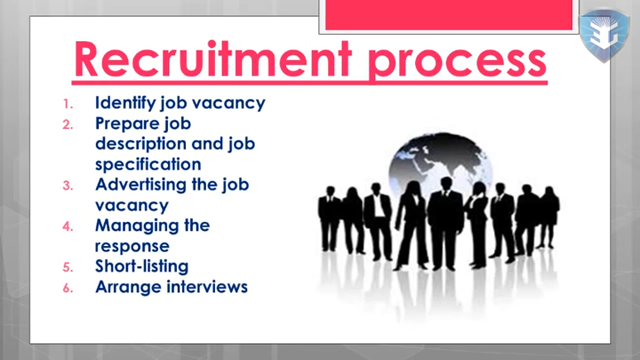 Recruitment process
1. Identify job vacancy
2. Prepare job
description and job
specification
3. Advertising the job
vacancy
4. Managing the
response
5. Short-listing
6. Arrange interviews